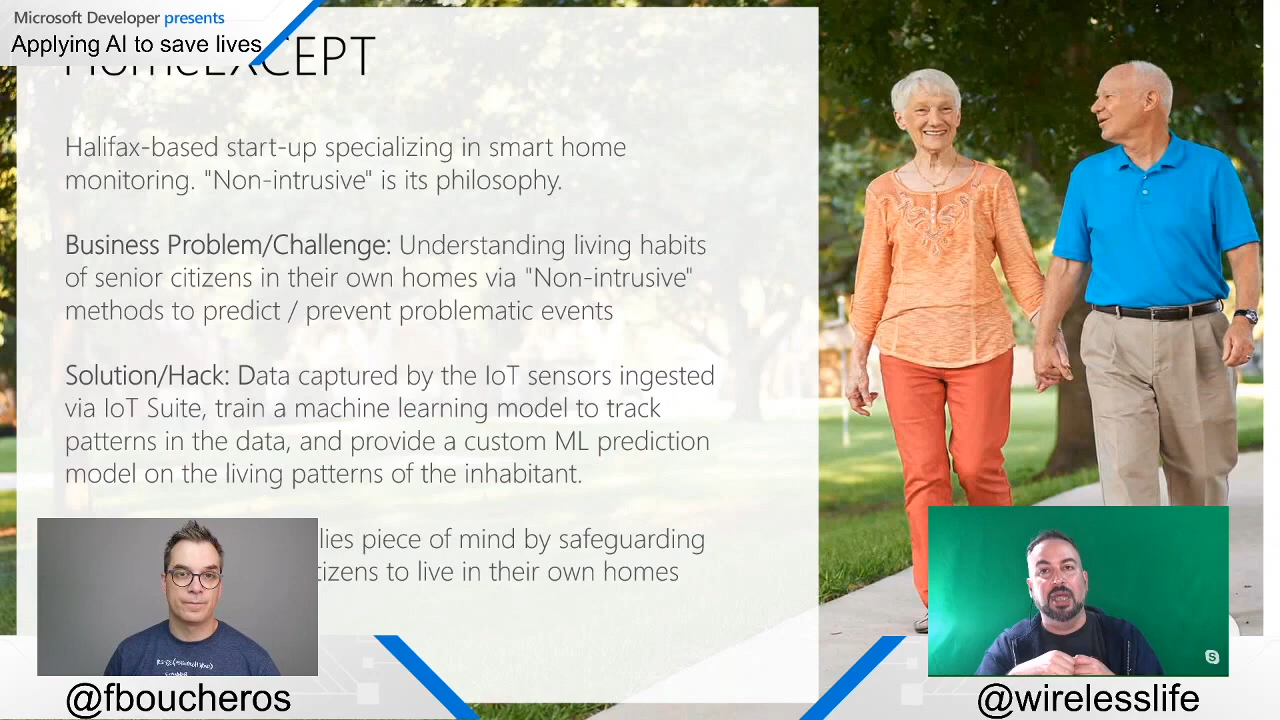 Microsoft Developer presents
Applying AI to save lives
HomeEXCEPT
Halifax-based start-up specializing in smart home
monitoring. "Non-intrusive" is its philosophy.
Business Problem/Challenge: Understanding living habits
of senior citizens in their own homes via "Non-intrusive"
methods to predict / prevent problematic events
Solution/Hack: Data captured by the IoT sensors ingested
via IoT Suite, train a machine learning model to track
patterns in the data, and provide a custom ML prediction
model on the living patterns of the inhabitant.
lies piece of mind by safeguarding
tizens to live in their own homes
@fboucheros
@wirelesslife